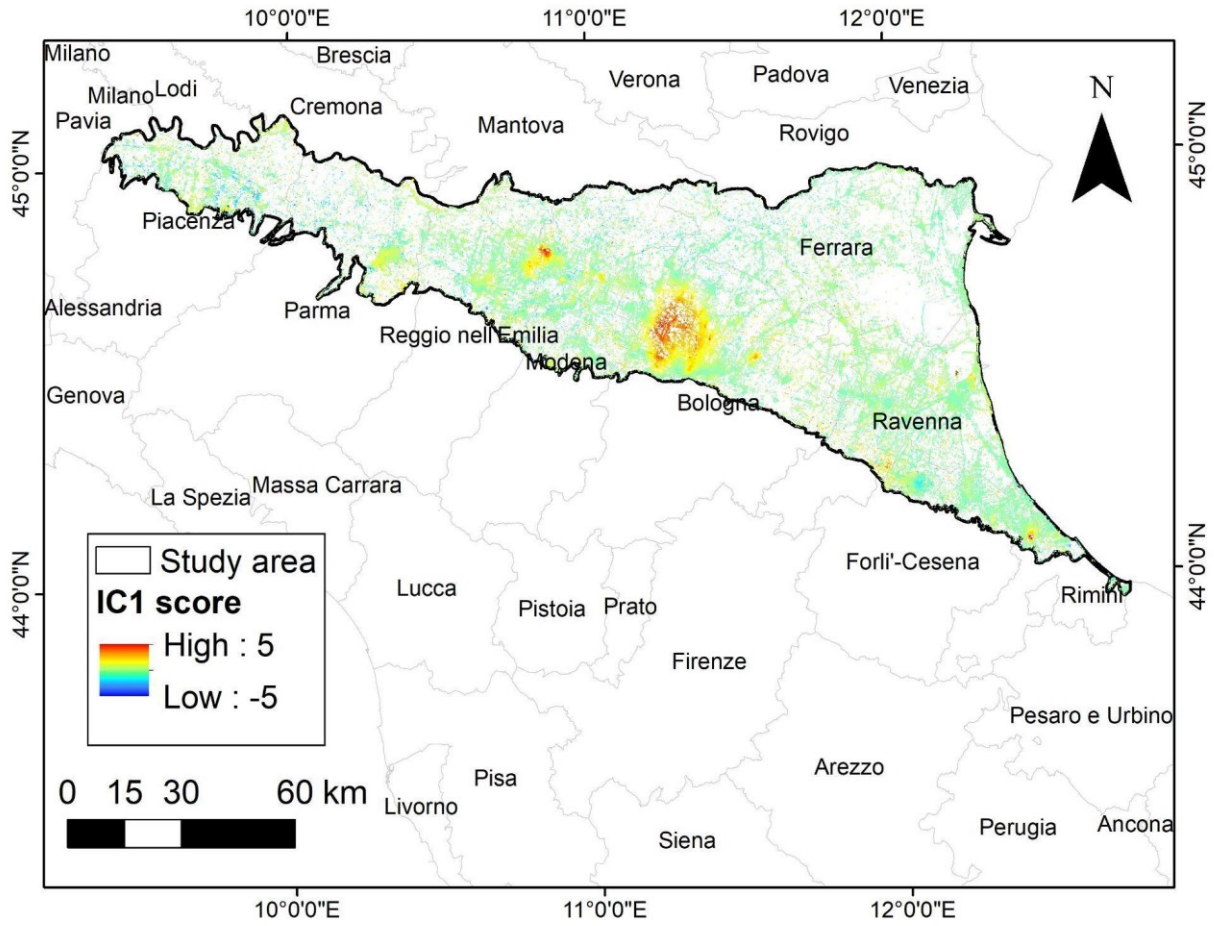 10°0'0"E 11°0'0"E 12°0'0"E
Milano
Brescia
Verona
Padova
Venezia
N
Milano
Lodi
Cremona
Pavia
Mantova
Rovigo
45°0'0"N
45°0'0"N
Piacenza
Ferrara
Alessandria
Parma
Reggio nell Emilia
Modena
Genova
Bologna
Ravenna
La Spezia
Massa Carrara
Study area
IC1 score
High : 5
Low : -5
Forli'-Cesena
44°0'0"N
44°0'0"N
Lucca
Pistoia
Prato
Rimini
Firenze
Pesaro e Urbino
Arezzo
Pisa
0 15 30 60 km
Livorno
Siena
Perugia
Ancona
10°0'0"E 11°0'0"E 12°0'0"E